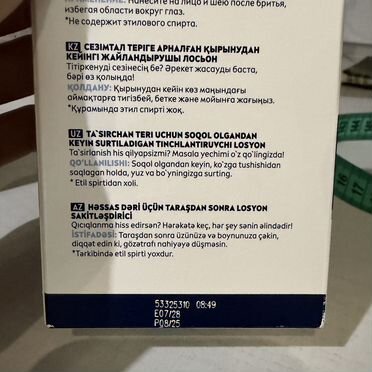 ПРИМЕНЕНИЕ: Нанесите на лицо и шею после бритья,
избегая области вокруг глаз.
*Не содержит этилового спирта.
KZ СЕЗІМТАЛ ТЕРІГЕ АРНАЛҒАН ҚЫРЫНУДАН
КЕЙІНГІ ЖАЙЛАНДЫРУШЫ ЛОСЬОН
Тітіркенуді сезінесің бе? Әрекет жасауды баста,
бәрі өз қолыңда!
ҚОЛДАНУ: Қырынудан кейін көз маңындағы
аймақтарға тигізбей, бетке және мойынға жағыңыз.
*Құрамында этил спирті жоқ.
UZ TA`SIRCHAN TERI UCHUN SOQOL OLGANDAN
KEYIN SURTILADIGAN TINCHLANTIRUVCHI LOSYON
Ta`sirlanish his qilyapsizmi? Masala yechimi o`z qo`lingizda!
QO'LLANILISHI: Soqol olgandan keyin, ko`zga tushishidan
saqlagan holda, yuz va bo`yningizga surting.
* Etil spirtidan xoli.
AZ HƏSSAS DƏRİ ÜÇÜN TƏRAŞDAN SONRA LOSYON
SAKİTLƏŞDİRİCİ
Qıcıqlanma hiss edirsən? Hərəkətə keç, hər şey sənin əlindədir!
İSTİFADƏSİ: Təraşdan sonra üzünüzə və boynunuza çəkin,
diqqət edin ki, gözətrafı nahiyəyə düşməsin.
*Tərkibində etil spirti yoxdur.
53325310 08:49
E07/28
P08/25
16
17